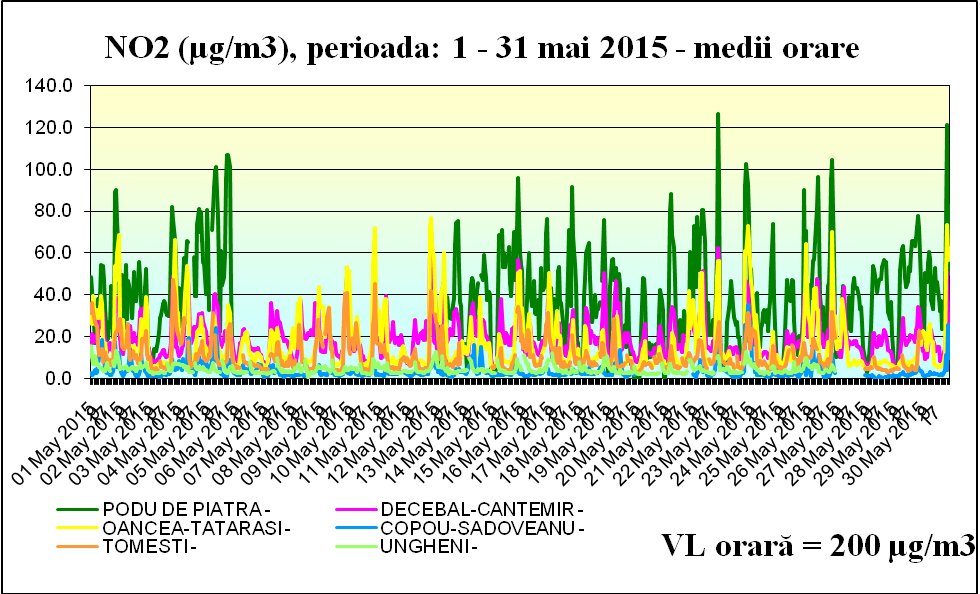 NO2 (µg/m3), perioada: 1 - 31 mai 2015 - medii orare
140.0
120.0
100.0
80.0
60.0
40.0
20.0
0.0
01 May 2015
02 May 2015
03 May 2015
04 May 2015
05 May 2015
06 May 2015
07 May 2015
08 May 2015
09 May 2015
10 May 2015
11 May 2015
12 May 2015
13 May 2015
14 May 2015
15 May 2015
16 May 2015
17 May 2015
18 May 2015
19 May 2015
20 May 2015
21 May 2015
22 May 2015
23 May 2015
24 May 2015
25 May 2015
26 May 2015
27 May 2015
28 May 2015
29 May 2015
30 May 2015
17
PODU DE PIATRA -
DECEBAL-CANTEMIR -
OANCEA-TATARASI-
COPOU-SADOVEANU -
TOMESTI -
UNGHENI -
VL orară = 200 µg/m3